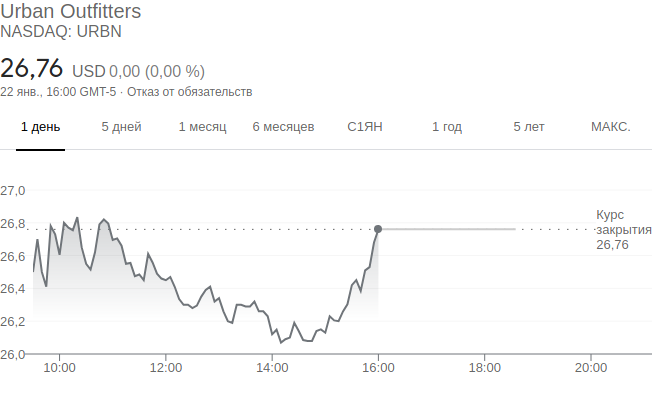 Urban Outfitters
NASDAQ: URBN
26,76 USD 0,00 (0,00 %)
22 янв., 16:00 GMT-5 · Отказ от обязательств
1 день 5 дней 1 месяц 6 месяцев С1ЯН 1 год 5 лет МАКС.
27,0
26,8
26,6
26,4
26,2
26,0
Курс
закрытия
26,76
10:00 12:00 14:00 16:00 18:00 20:00